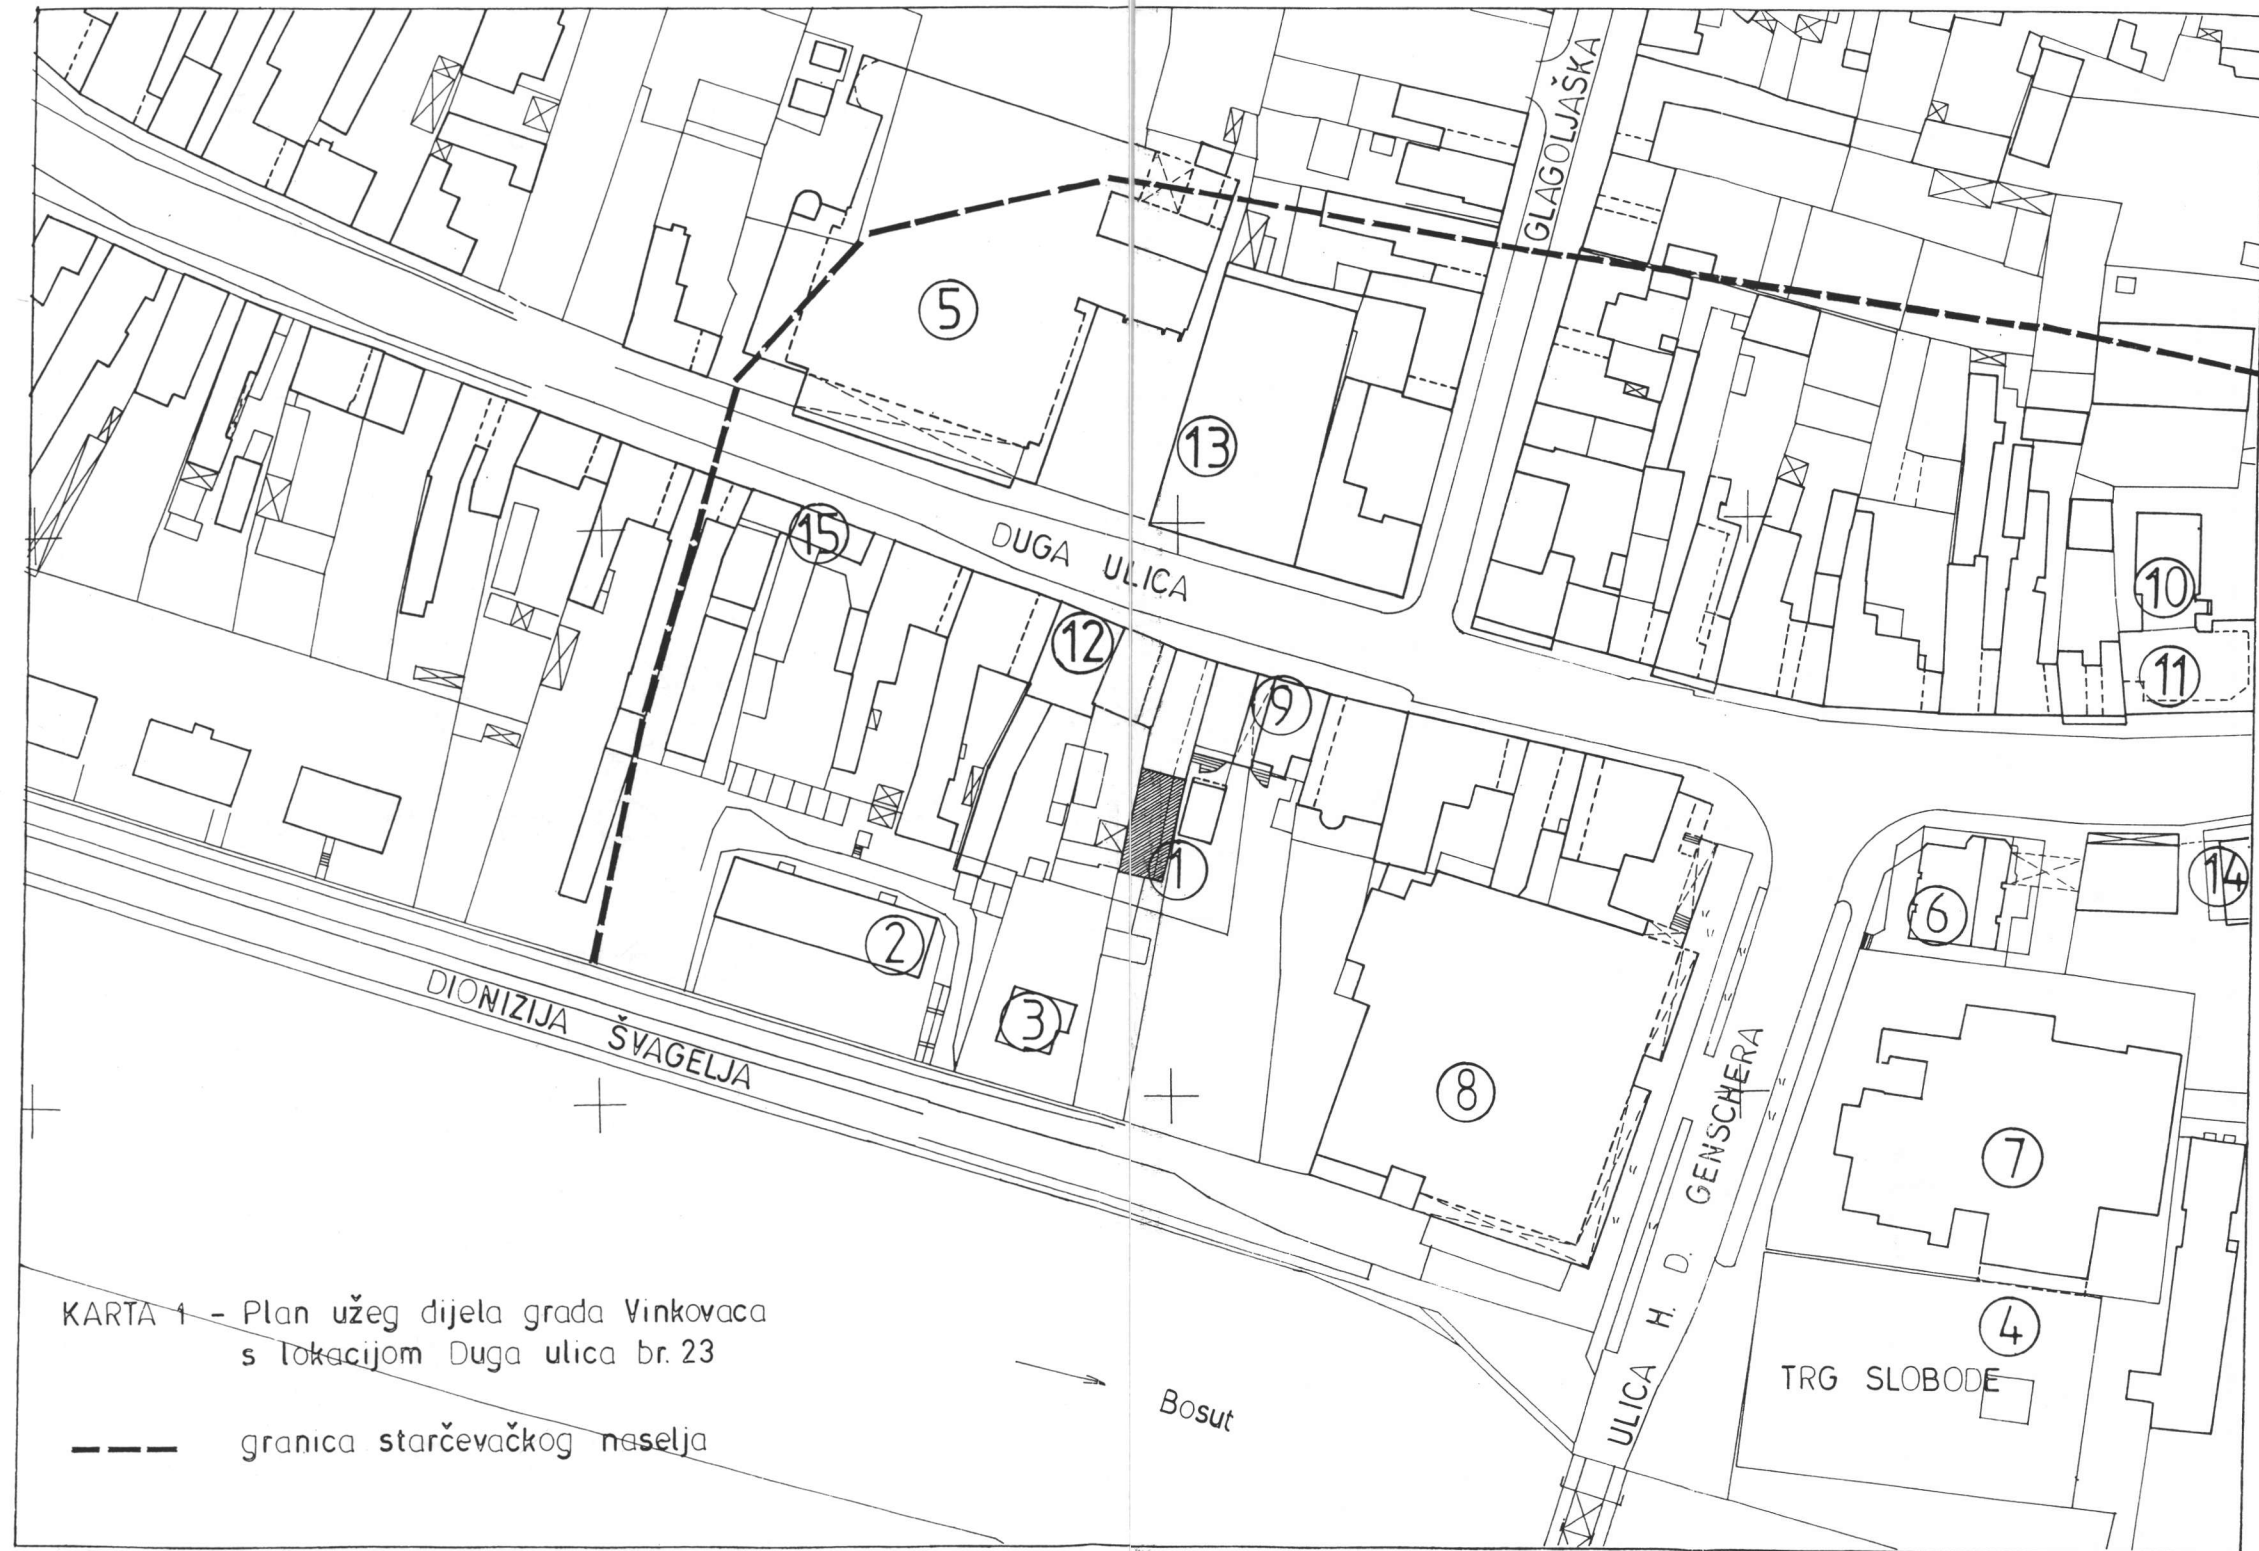 GLAGOLJAŠKA
5
13
15
DUGA ULICA
10
12
11
9
1
14
6
2
DIONIZIJA ŠVAGELJA
3
8
ULICA H. D. GENSCHERA
7
4
TRG SLOBODE
KARTA 1 - Plan užeg dijela grada Vinkovaca
s lokacijom Duga ulica br. 23
Bosut
granica starčevačkog naselja